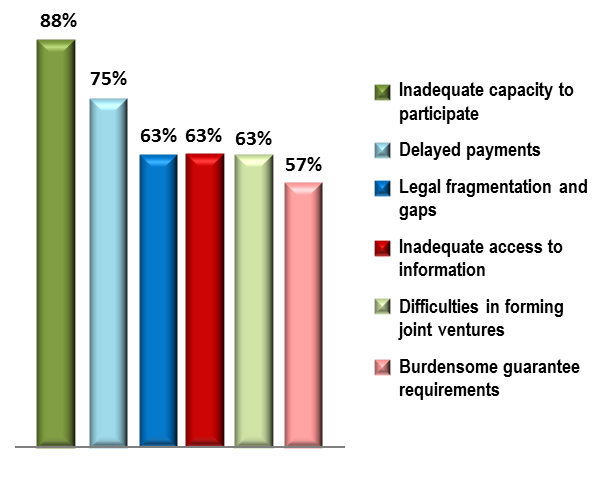 88%
75%
63%
63%
63%
57%
Inadequate capacity to
participate
Delayed payments
Legal fragmentation and
gaps
Inadequate access to
information
Difficulties in forming
joint ventures
Burdensome guarantee
requirements